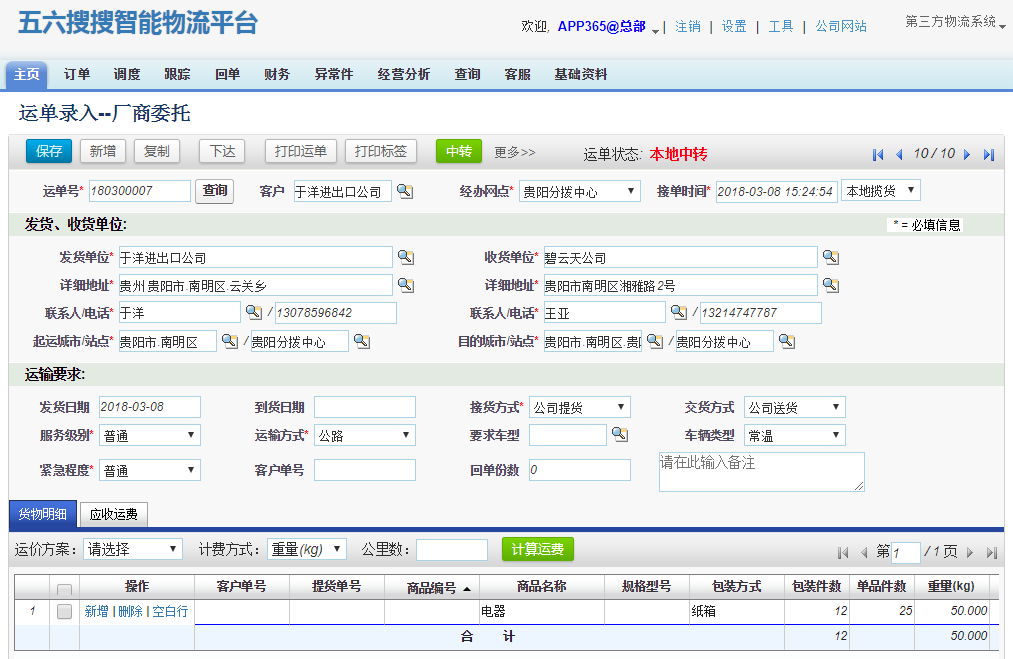 五六搜搜智能物流平台
欢迎, APP365@总部 | 注销 | 设置 | 工具 | 公司网站 第三方物流系统
主页 订单 调度 跟踪 回单 财务 异常件 经营分析 查询 客服 基础资料
运单录入--厂商委托
保存 新增 复制 下达 打印运单 打印标签 中转 更多>> 运单状态: 本地中转 10 / 10
运单号* 180300007 查询 客户 于洋进出口公司 经办网点* 贵阳分拨中心 接单时间* 2018-03-08 15:24:54 本地揽货
发货、收货单位: * = 必填信息
发货单位* 于洋进出口公司 收货单位* 碧云天公司
详细地址* 贵州.贵阳市.南明区.云关乡 详细地址* 贵阳市南明区湘雅路2号
联系人/电话* 于洋 / 13078596842 联系人/电话* 王亚 / 13214747787
起运城市/站点* 贵阳市.南明区 / 贵阳分拨中心 目的城市/站点* 贵阳市.南明区.贵 / 贵阳分拨中心
运输要求:
发货日期 2018-03-08 到货日期 接货方式* 公司提货 交货方式 公司送货
服务级别* 普通 运输方式* 公路 要求车型 车辆类型 常温
紧急程度* 普通 客户单号 回单份数 0 请在此输入备注
货物明细 应收运费
运价方案: 请选择 计费方式: 重量(kg) 公里数: 计算运费 第 1 / 1 页
操作 客户单号 提货单号 商品编号 商品名称 规格型号 包装方式 包装件数 单品件数 重量(kg)
1 新增 | 删除 | 空白行 电器 纸箱 12 25 50.000
合 计 12 50.000